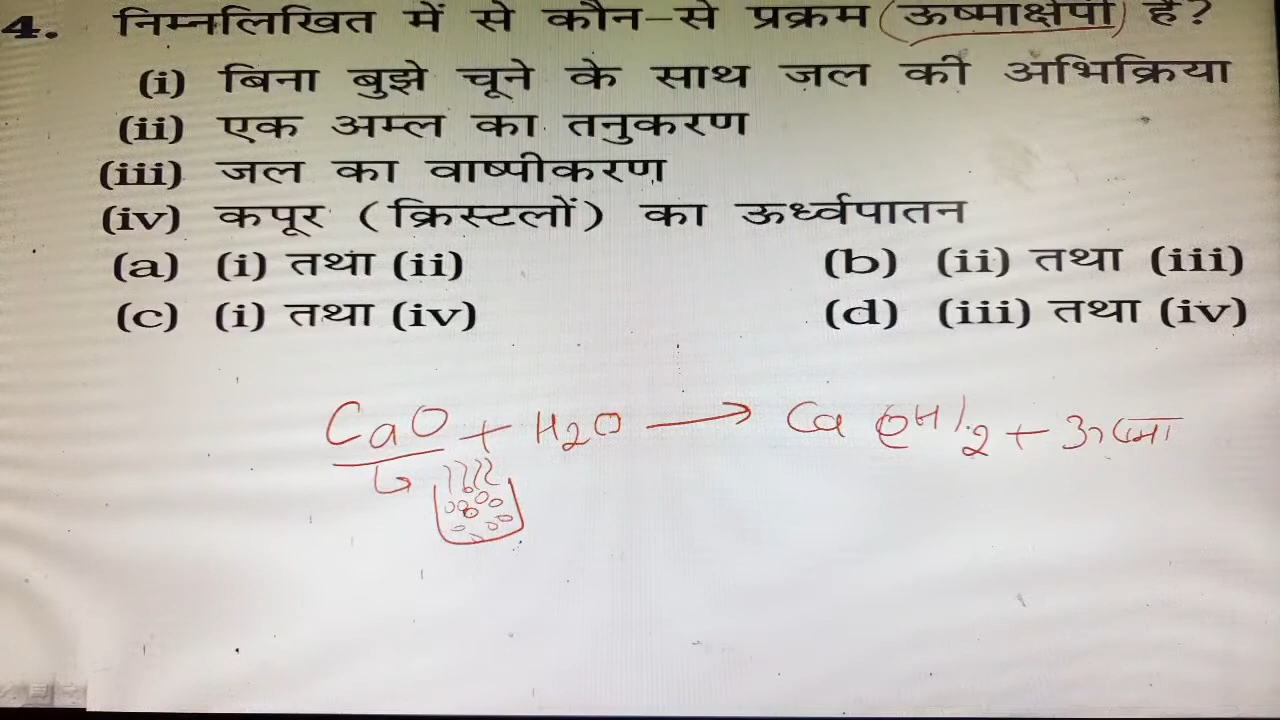 4. निम्नलिखित में से कौन-से प्रक्रम (ऊष्माक्षेपी) हैं?
(i) बिना बुझे चूने के साथ जल की अभिक्रिया
(ii) एक अम्ल का तनुकरण
(iii) जल का वाष्पीकरण
(iv) कपूर (क्रिस्टलों) का ऊर्ध्वपातन
(a) (i) तथा (ii) (b) (ii) तथा (iii)
(c) (i) तथा (iv) (d) (iii) तथा (iv)
CaO + H2O → Ca(OH)2 + ऊष्मा